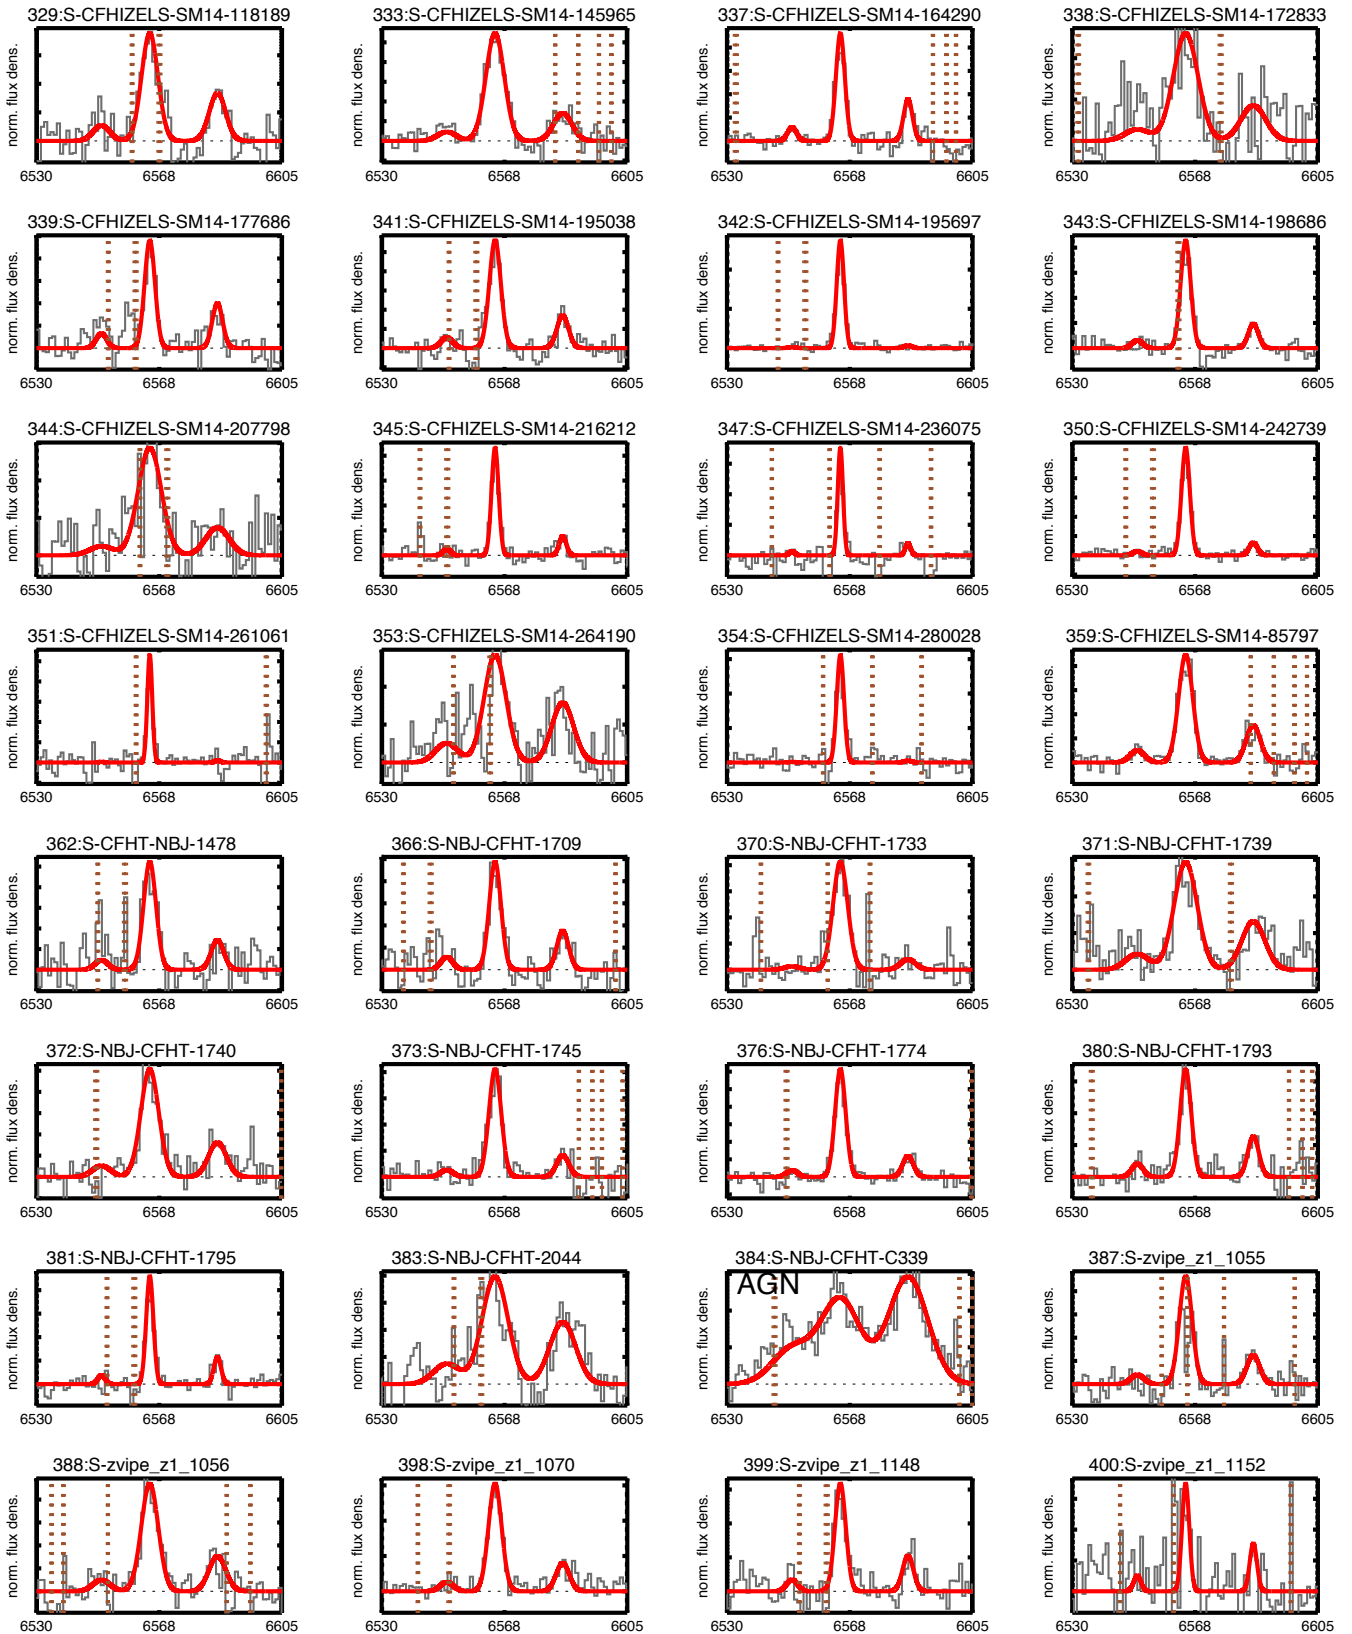 329:S-CFHIZELS-SM14-118189 333:S-CFHIZELS-SM14-145965 337:S-CFHIZELS-SM14-164290 338:S-CFHIZELS-SM14-172833
norm. flux dens. norm. flux dens. norm. flux dens. norm. flux dens.
6530 6568 6605 6530 6568 6605 6530 6568 6605 6530 6568 6605
339:S-CFHIZELS-SM14-177686 341:S-CFHIZELS-SM14-195038 342:S-CFHIZELS-SM14-195697 343:S-CFHIZELS-SM14-198686
norm. flux dens. norm. flux dens. norm. flux dens. norm. flux dens.
6530 6568 6605 6530 6568 6605 6530 6568 6605 6530 6568 6605
344:S-CFHIZELS-SM14-207798 345:S-CFHIZELS-SM14-216212 347:S-CFHIZELS-SM14-236075 350:S-CFHIZELS-SM14-242739
norm. flux dens. norm. flux dens. norm. flux dens. norm. flux dens.
6530 6568 6605 6530 6568 6605 6530 6568 6605 6530 6568 6605
351:S-CFHIZELS-SM14-261061 353:S-CFHIZELS-SM14-264190 354:S-CFHIZELS-SM14-280028 359:S-CFHIZELS-SM14-85797
norm. flux dens. norm. flux dens. norm. flux dens. norm. flux dens.
6530 6568 6605 6530 6568 6605 6530 6568 6605 6530 6568 6605
362:S-CFHT-NBJ-1478 366:S-NBJ-CFHT-1709 370:S-NBJ-CFHT-1733 371:S-NBJ-CFHT-1739
norm. flux dens. norm. flux dens. norm. flux dens. norm. flux dens.
6530 6568 6605 6530 6568 6605 6530 6568 6605 6530 6568 6605
372:S-NBJ-CFHT-1740 373:S-NBJ-CFHT-1745 376:S-NBJ-CFHT-1774 380:S-NBJ-CFHT-1793
norm. flux dens. norm. flux dens. norm. flux dens. norm. flux dens.
6530 6568 6605 6530 6568 6605 6530 6568 6605 6530 6568 6605
381:S-NBJ-CFHT-1795 383:S-NBJ-CFHT-2044 384:S-NBJ-CFHT-C339 387:S-zvipe_z1_1055
AGN
norm. flux dens. norm. flux dens. norm. flux dens. norm. flux dens.
6530 6568 6605 6530 6568 6605 6530 6568 6605 6530 6568 6605
388:S-zvipe_z1_1056 398:S-zvipe_z1_1070 399:S-zvipe_z1_1148 400:S-zvipe_z1_1152
norm. flux dens. norm. flux dens. norm. flux dens. norm. flux dens.
6530 6568 6605 6530 6568 6605 6530 6568 6605 6530 6568 6605